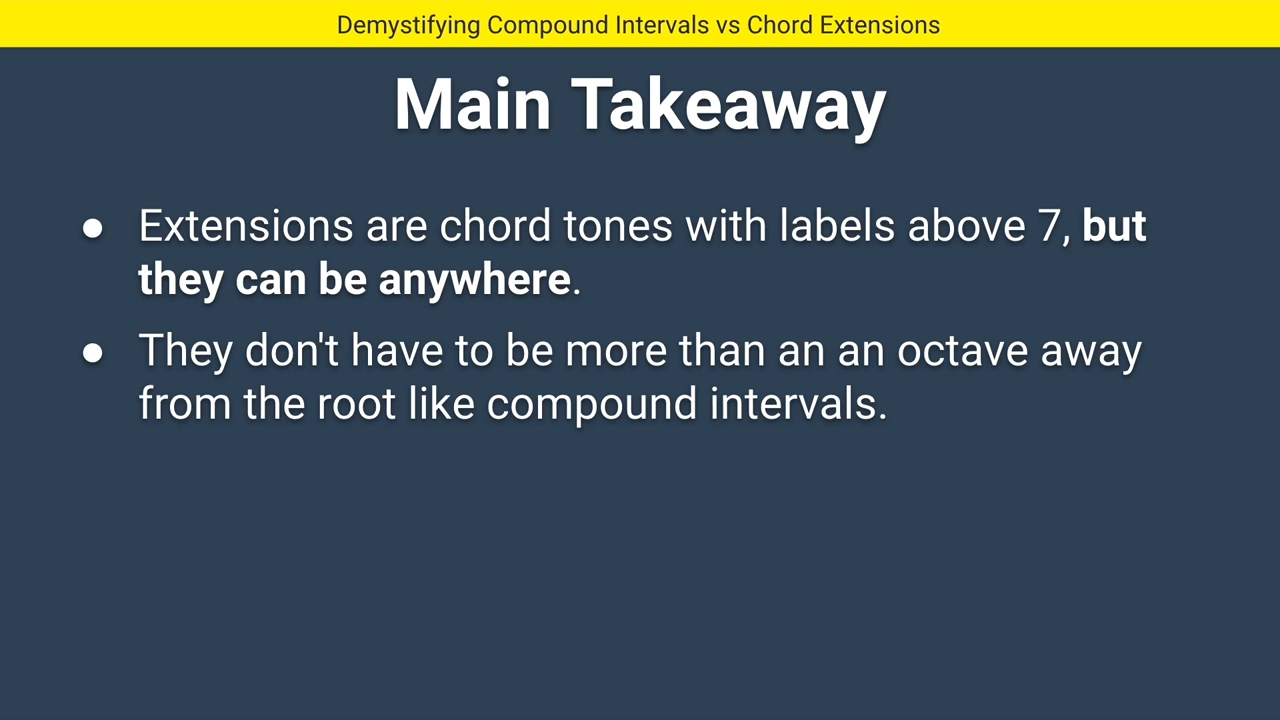 Demystifying Compound Intervals vs Chord Extensions
Main Takeaway
● Extensions are chord tones with labels above 7, but
they can be anywhere.
● They don't have to be more than an an octave away
from the root like compound intervals.